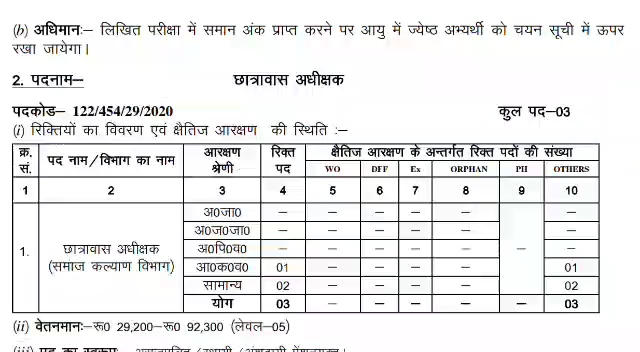 (b) अधिमानः– लिखित परीक्षा में समान अंक प्राप्त करने पर आयु में ज्येष्ठ अभ्यर्थी को चयन सूची में ऊपर
रखा जायेगा।
2. पदनाम– छात्रावास अधीक्षक
पदकोड– 122/454/29/2020 कुल पद–03
(i) रिक्तियों का विवरण एवं क्षैतिज आरक्षण की स्थिति :–
क्र. सं. पद नाम/विभाग का नाम आरक्षण श्रेणी रिक्त पद क्षैतिज आरक्षण के अन्तर्गत रिक्त पदों की संख्या
WO DFF Ex ORPHAN PH OTHERS
1 2 3 4 5 6 7 8 9 10
1. छात्रावास अधीक्षक (समाज कल्याण विभाग) अ0जा0 – – – – – – –
अ0ज0जा0 – – – – – –
अ0पि0व0 – – – – – –
आ0क0व0 01 – – – – 01
सामान्य 02 – – – – 02
योग 03 – – – – – 03
(ii) वेतनमानः–रू0 29,200–रू0 92,300 (लेवल–05)